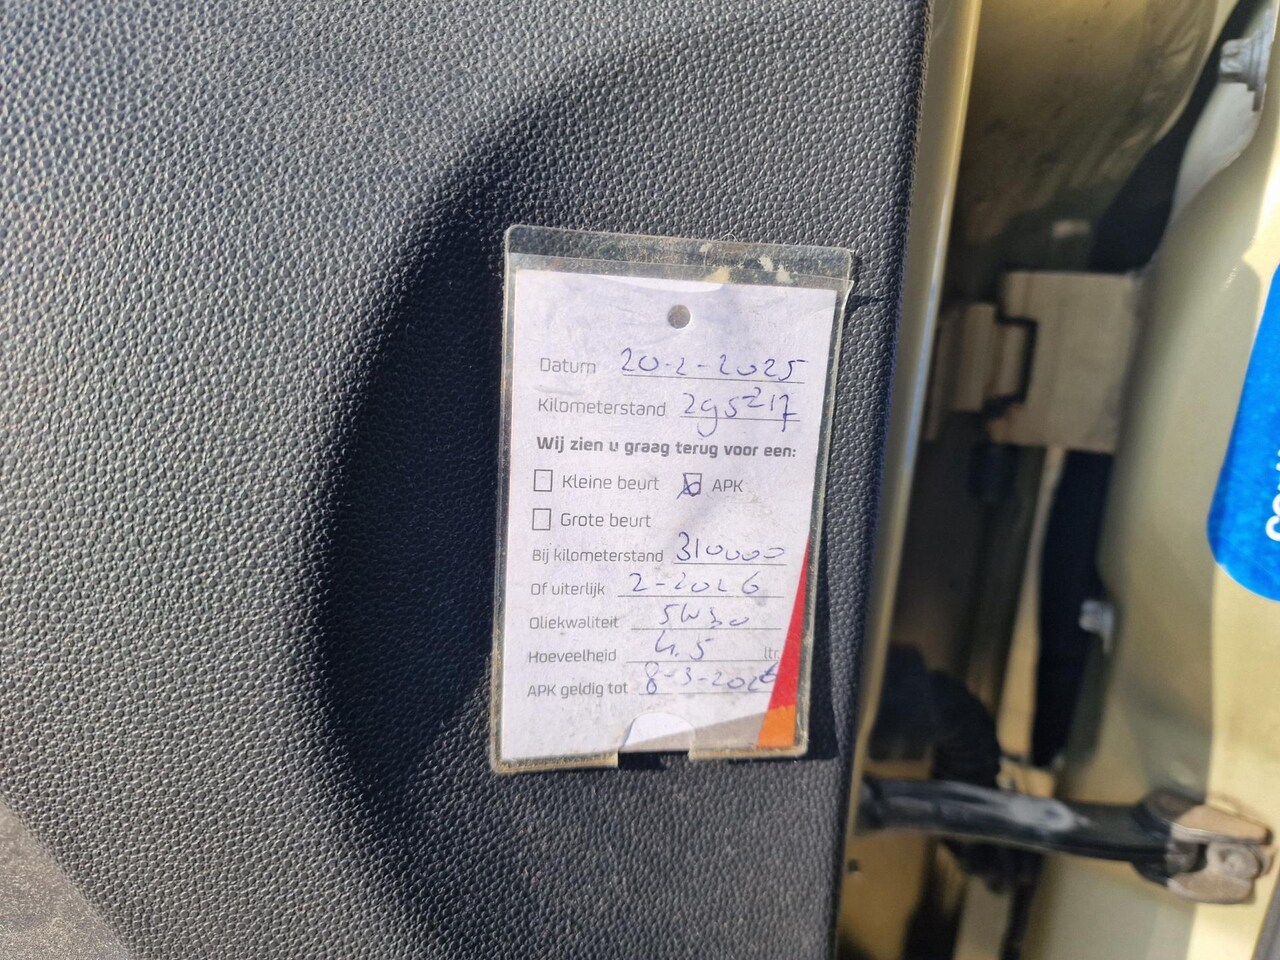 Datum 20-2-2025
Kilometerstand 295217
Wij zien u graag terug voor een:
Kleine beurt APK
Grote beurt
Bij kilometerstand 310000
Of uiterlijk 2-2026
Oliekwaliteit 5W30
Hoeveelheid 4.5 ltr
APK geldig tot 8-3-2026